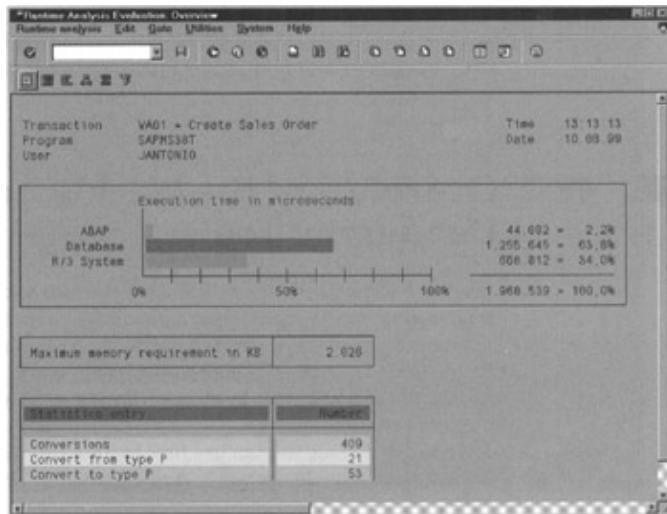 Runtime Analysis Evaluation: Overview
Runtime analysis Edit Goto Utilities System Help
Transaction VA01 = Create Sales Order Time 13:13:13
Program SAPMS38T Date 10.08.99
User JANTONIO
Execution time in microseconds
ABAP 44.082 = 2,2%
Database 1.255.645 = 63,8%
R/3 System 668.812 = 34,0%
0% 50% 100% 1.968.539 = 100,0%
Maximum memory requirement in KB 2.026
Statistics entry Number
Conversions 409
Convert from type P 21
Convert to type P 53